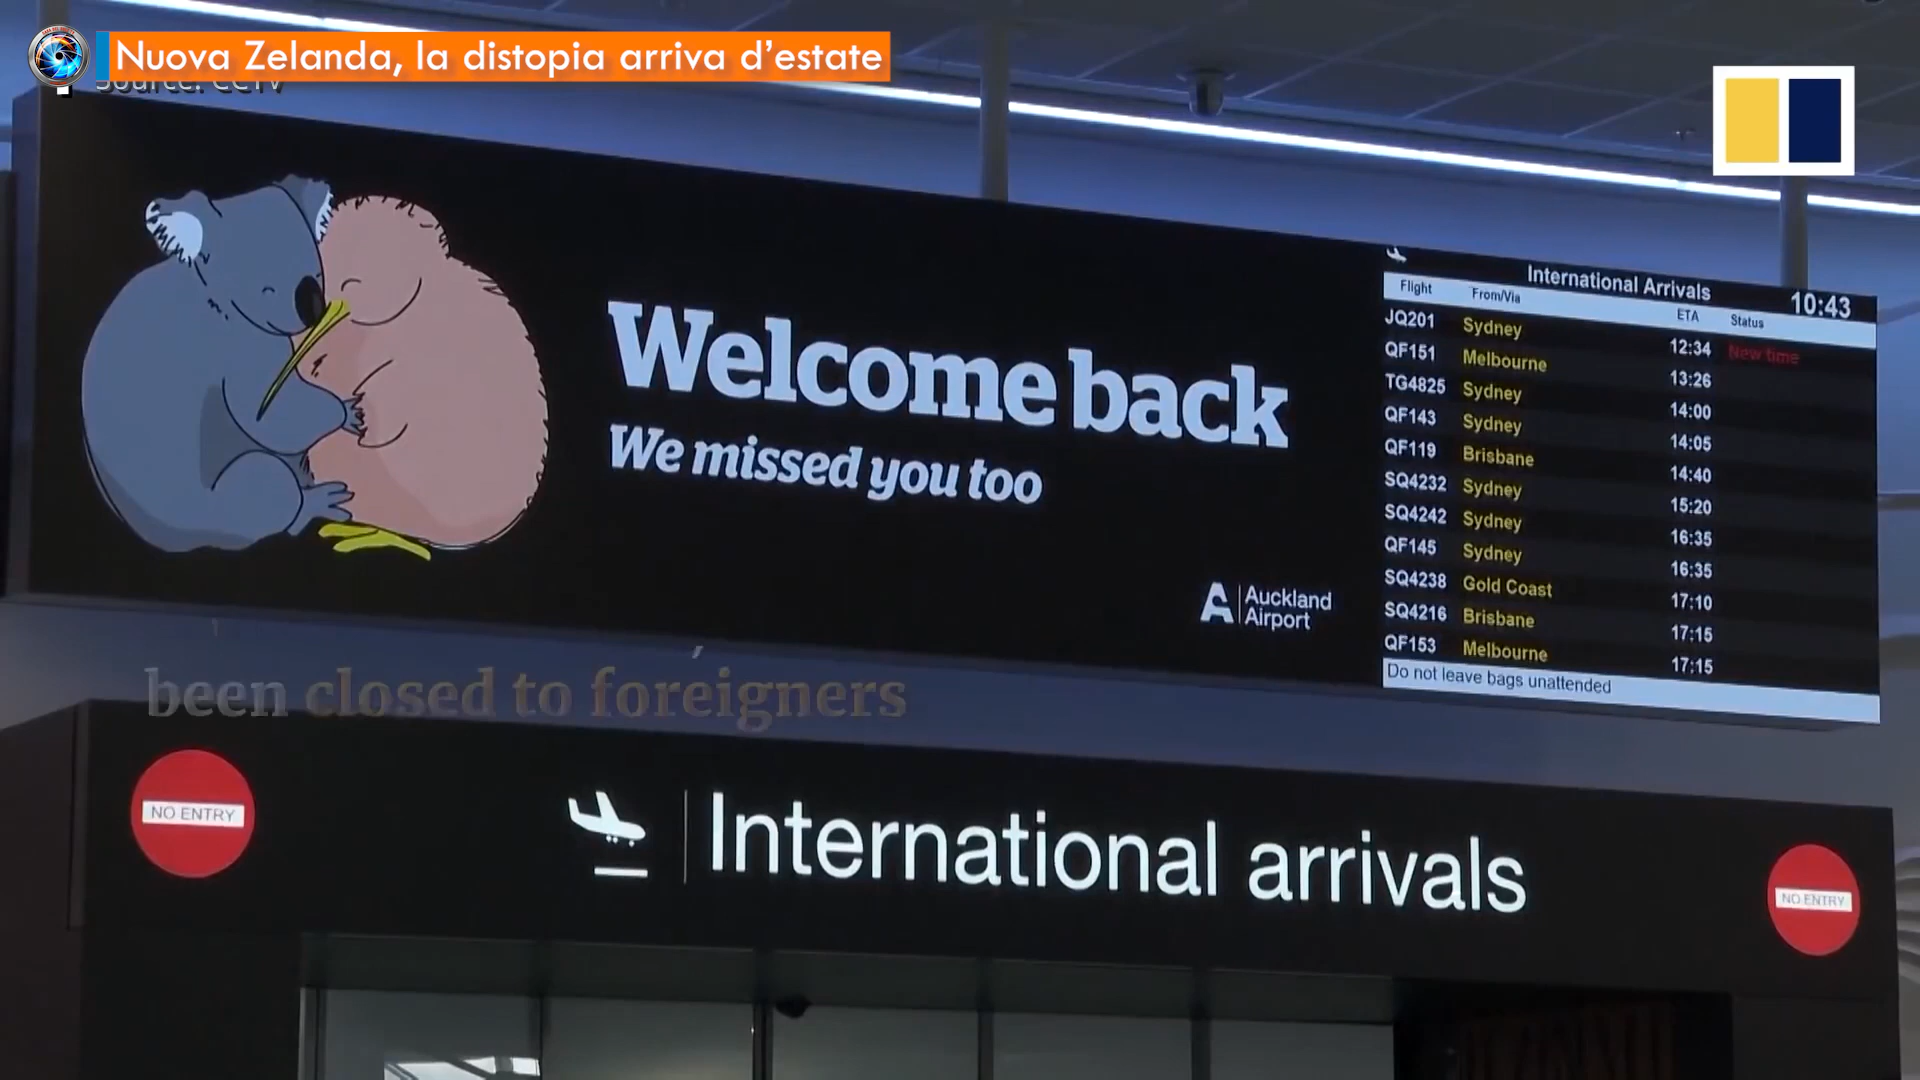 Nuova Zelanda, la distopia arriva d’estate
Source: CCTV
Welcome back
We missed you too
Auckland
Airport
International Arrivals 10:43
Flight From/Via ETA Status
JQ201 Sydney 12:34 New time
QF151 Melbourne 13:26
TG4825 Sydney 14:00
QF143 Sydney 14:05
QF119 Brisbane 14:40
SQ4232 Sydney 15:20
SQ4242 Sydney 16:35
QF145 Sydney 16:35
SQ4238 Gold Coast 17:10
SQ4216 Brisbane 17:15
QF153 Melbourne 17:15
Do not leave bags unattended
been closed to foreigners
NO ENTRY
International arrivals
NO ENTRY